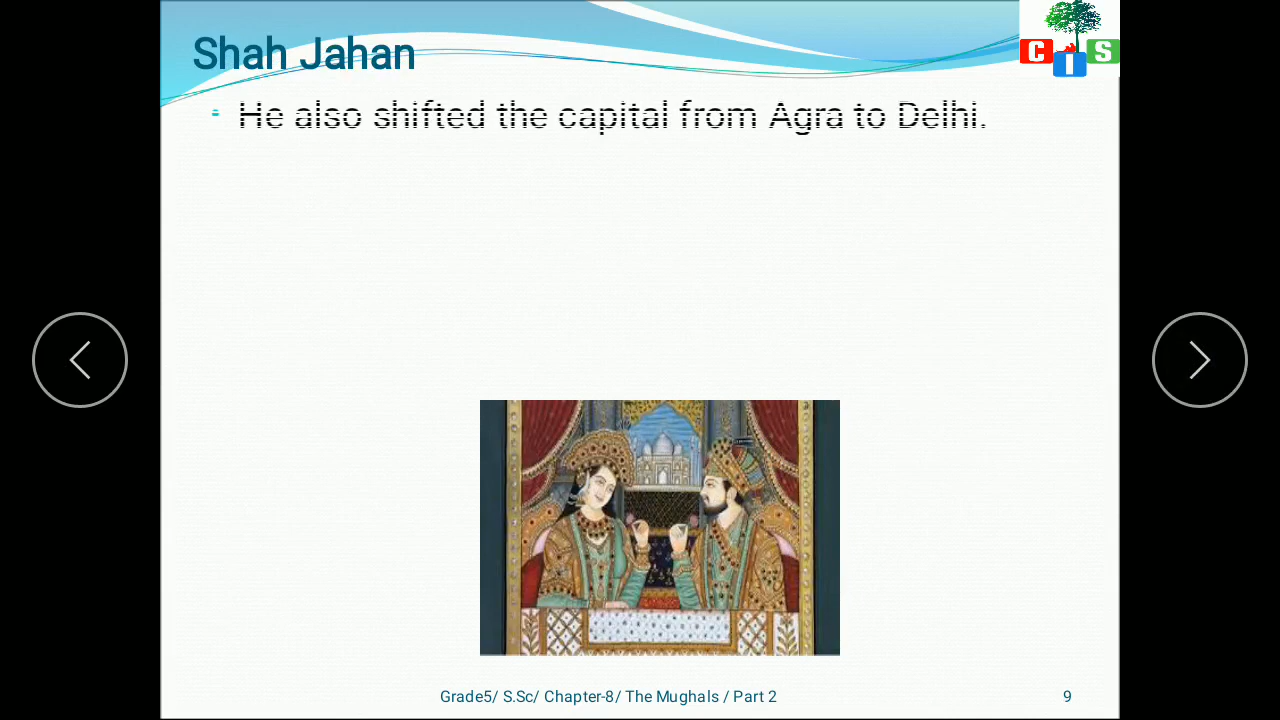 Shah Jahan
C I S
He also shifted the capital from Agra to Delhi.
Grade5/ S.Sc/ Chapter-8/ The Mughals / Part 2
9